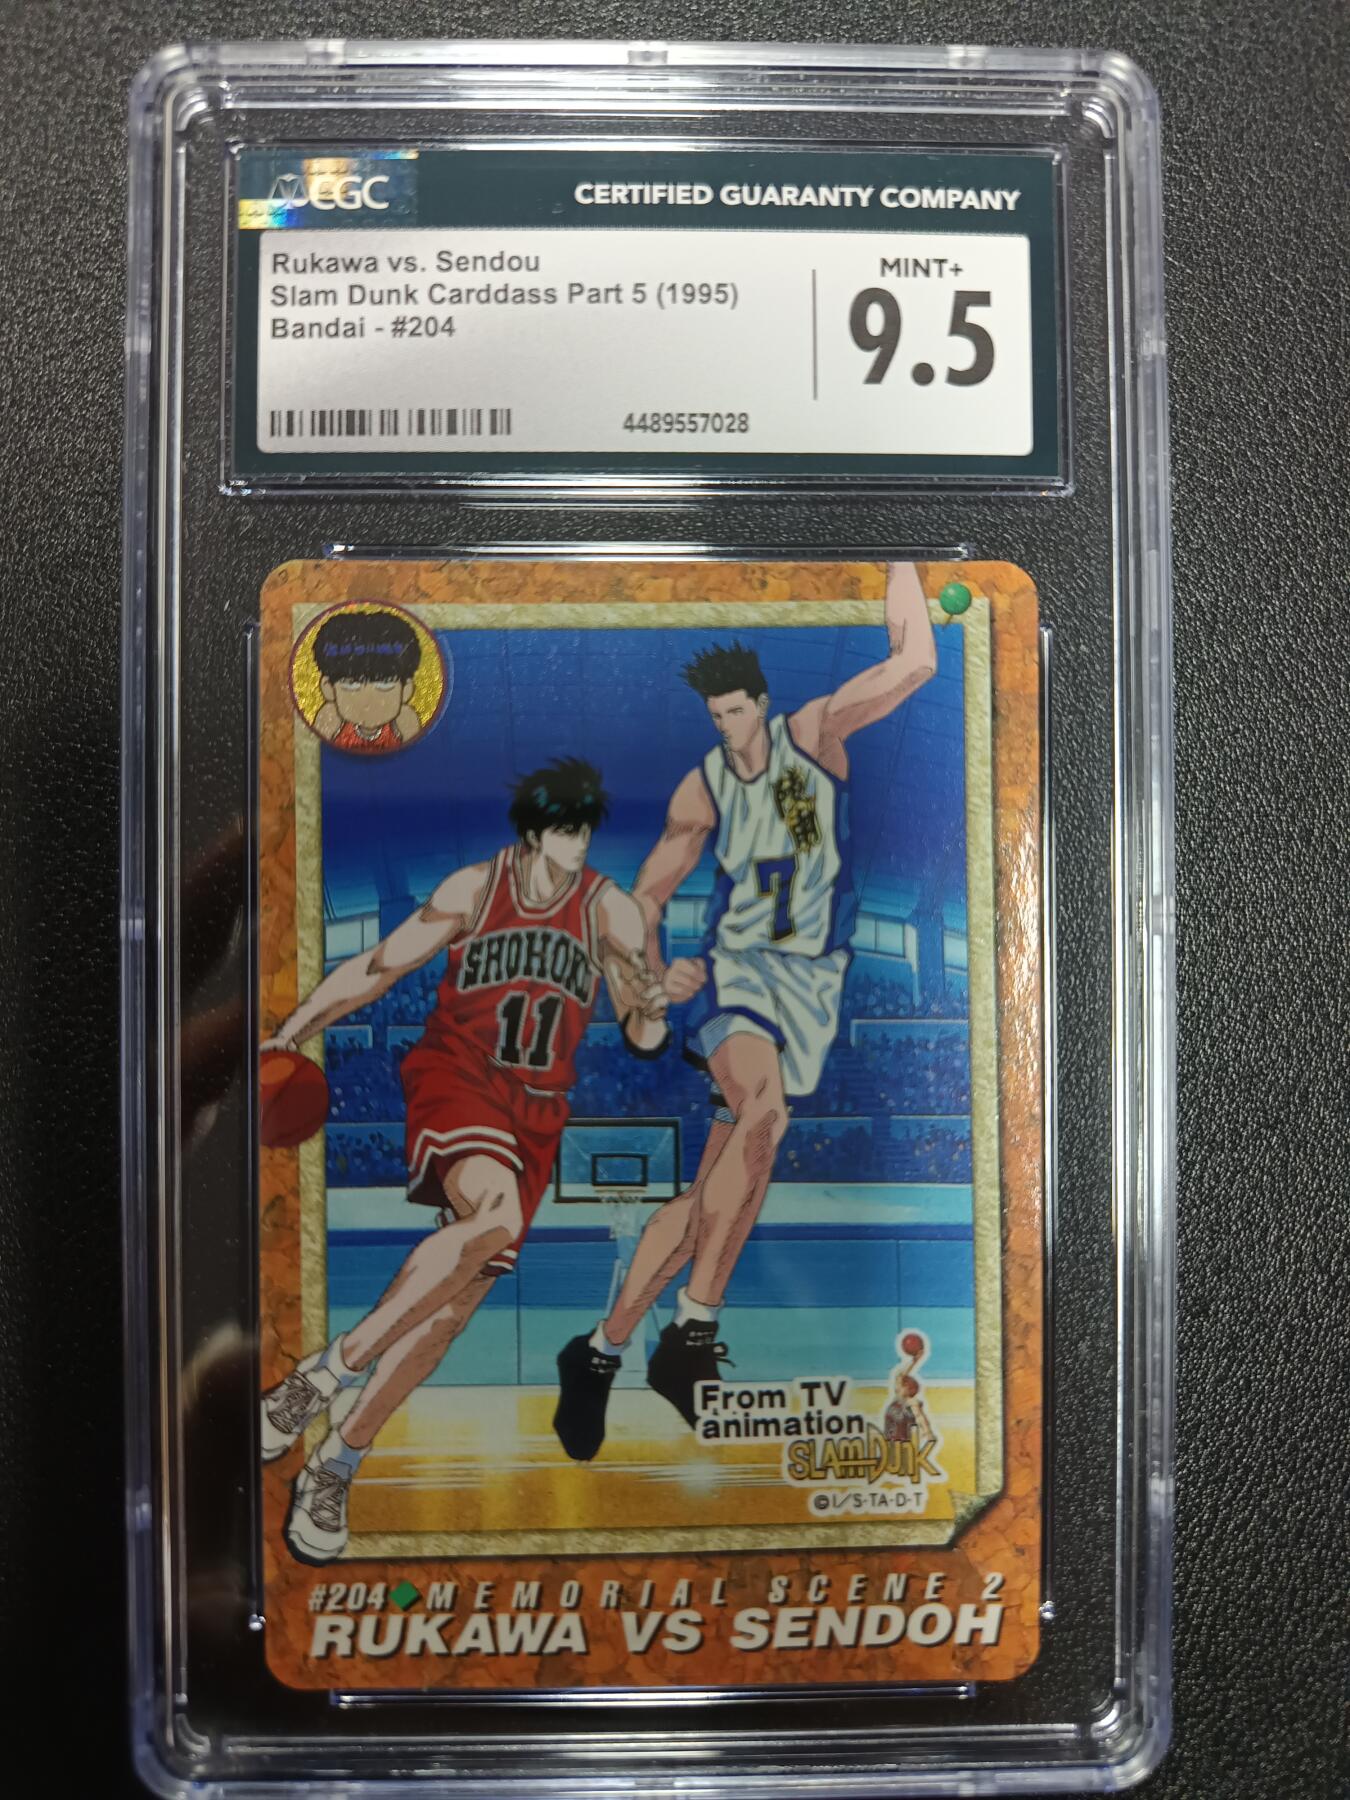 CGC
CERTIFIED GUARANTY COMPANY
Rukawa vs. Sendou
Slam Dunk Carddass Part 5 (1995)
Bandai - #204
MINT+
9.5
4489557028
7
SHOHOKU
11
From TV
animation
SLAM DUNK
©I/S·TA·D·T
#204◆MEMORIAL SCENE 2
RUKAWA VS SENDOH